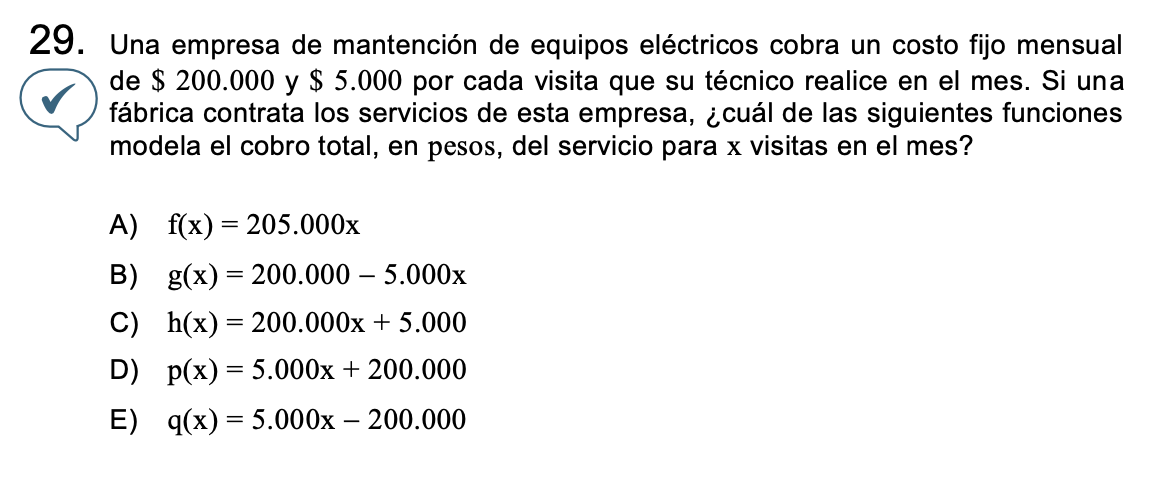 29. Una empresa de mantención de equipos eléctricos cobra un costo fijo mensual
de $ 200.000 y $ 5.000 por cada visita que su técnico realice en el mes. Si una
fábrica contrata los servicios de esta empresa, ¿cuál de las siguientes funciones
modela el cobro total, en pesos, del servicio para x visitas en el mes?
A) f(x) = 205.000x
B) g(x) = 200.000 – 5.000x
C) h(x) = 200.000x + 5.000
D) p(x) = 5.000x + 200.000
E) q(x) = 5.000x – 200.000